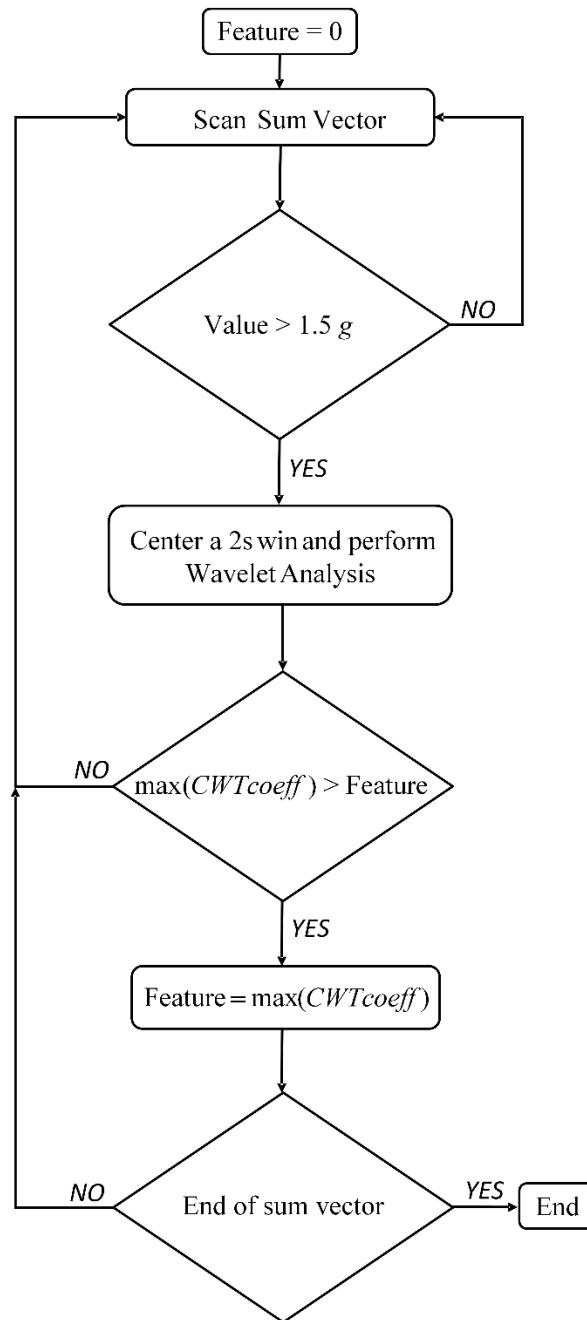 Feature = 0
Scan Sum Vector
Value > 1.5 g
NO
YES
Center a 2s win and perform
Wavelet Analysis
NO
max(CWTcoeff) > Feature
YES
Feature = max(CWTcoeff)
NO
End of sum vector
YES
End